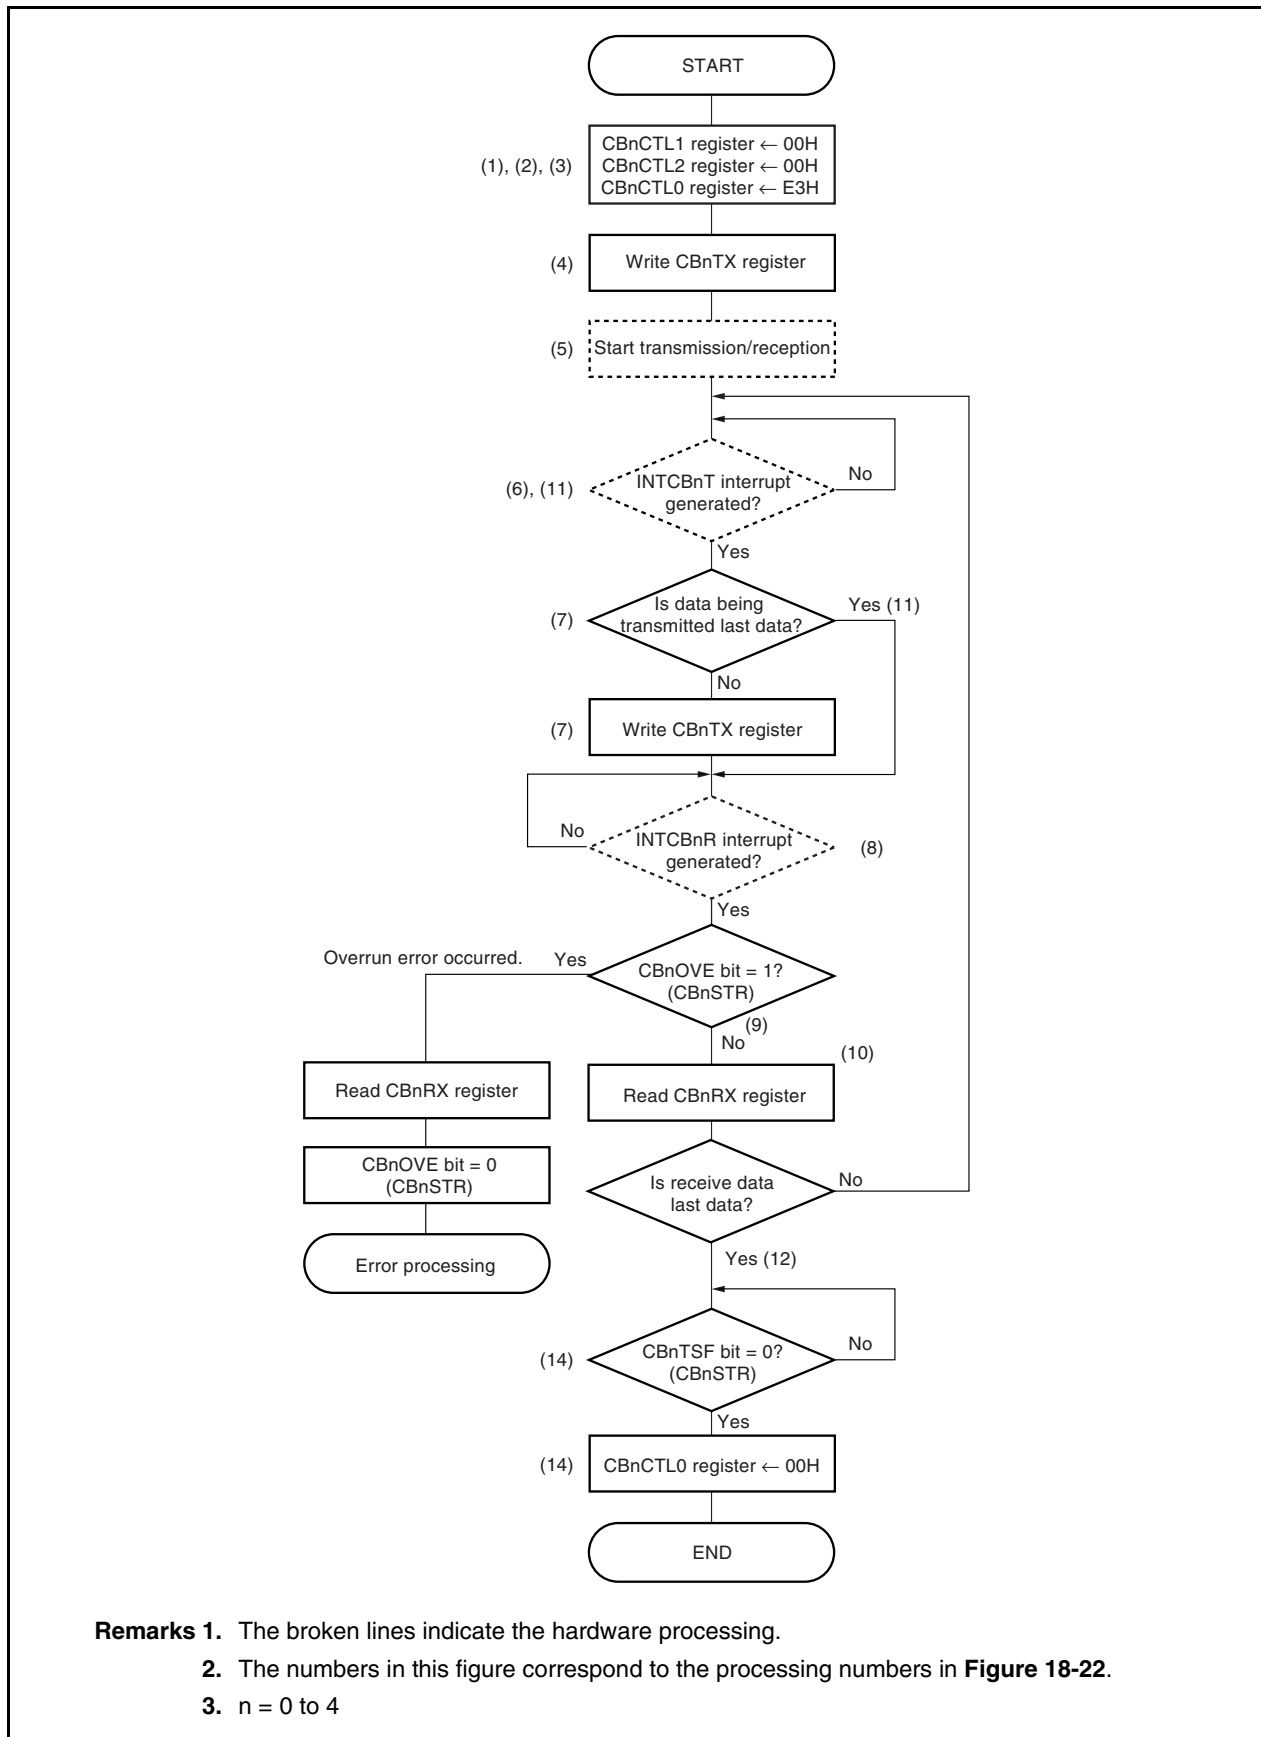 START
(1), (2), (3)
CBnCTL1 register ← 00H
CBnCTL2 register ← 00H
CBnCTL0 register ← E3H
(4)
Write CBnTX register
(5)
Start transmission/reception
(6), (11)
INTCBnT interrupt
generated?
No
Yes
(7)
Is data being
transmitted last data?
Yes (11)
No
(7)
Write CBnTX register
No
INTCBnR interrupt
generated?
(8)
Yes
Overrun error occurred.
Yes
CBnOVE bit = 1?
(CBnSTR)
(9)
No
(10)
Read CBnRX register
Read CBnRX register
CBnOVE bit = 0
(CBnSTR)
Is receive data
last data?
No
Error processing
Yes (12)
(14)
CBnTSF bit = 0?
(CBnSTR)
No
Yes
(14)
CBnCTL0 register ← 00H
END
Remarks 1. The broken lines indicate the hardware processing.
2. The numbers in this figure correspond to the processing numbers in Figure 18-22.
3. n = 0 to 4